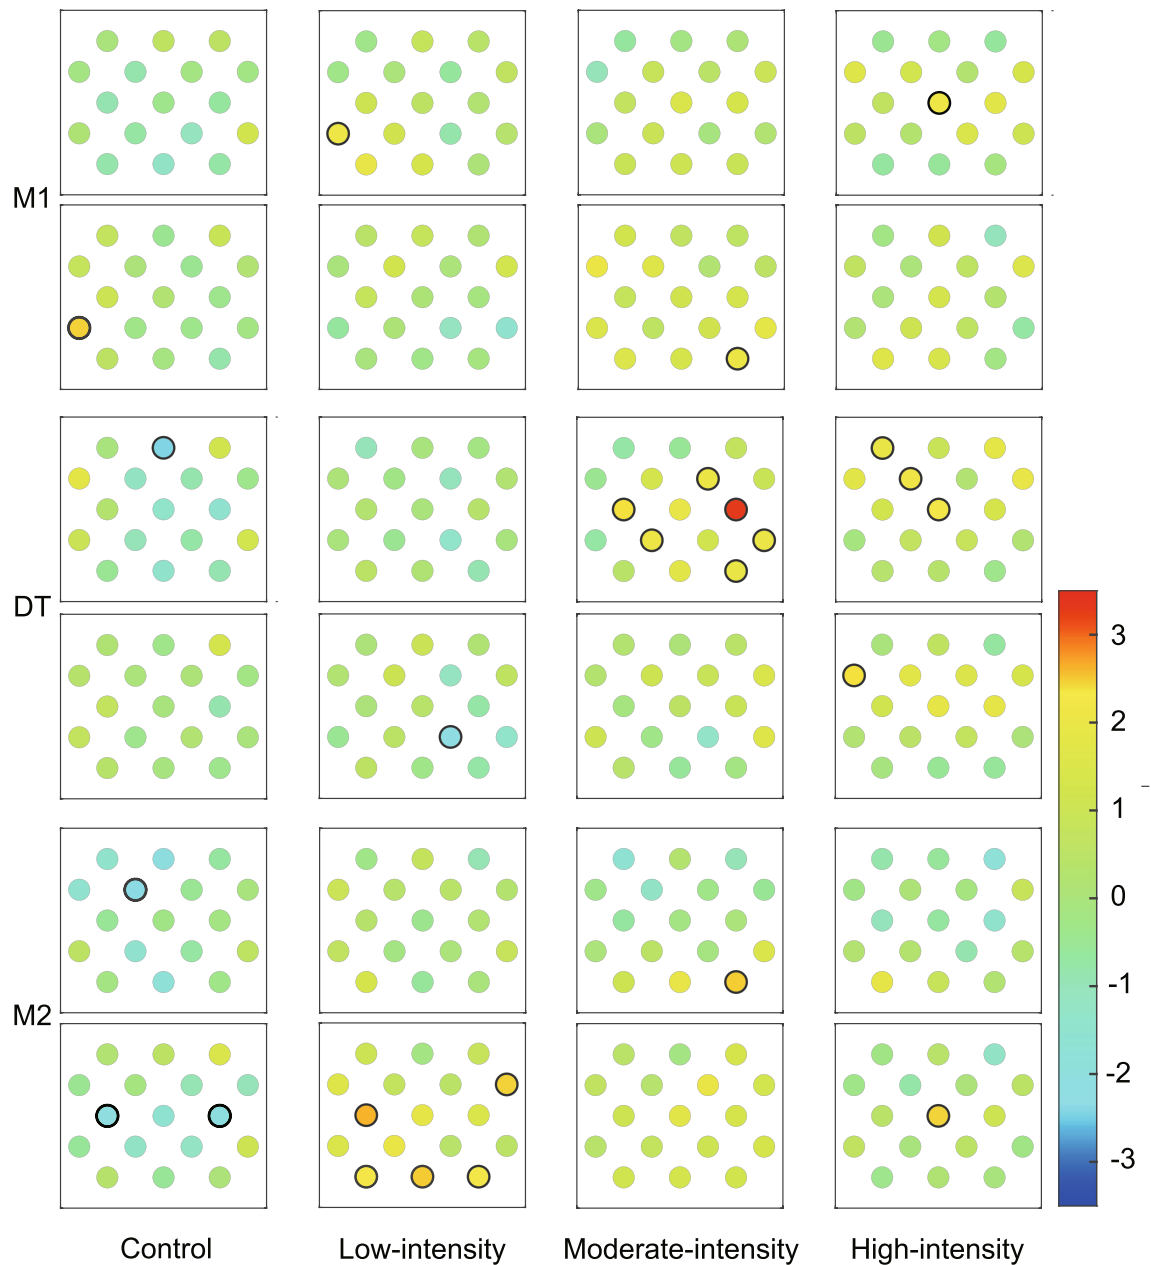 M1
DT
M2
3
2
1
0
-1
-2
-3
Control
Low-intensity
Moderate-intensity
High-intensity